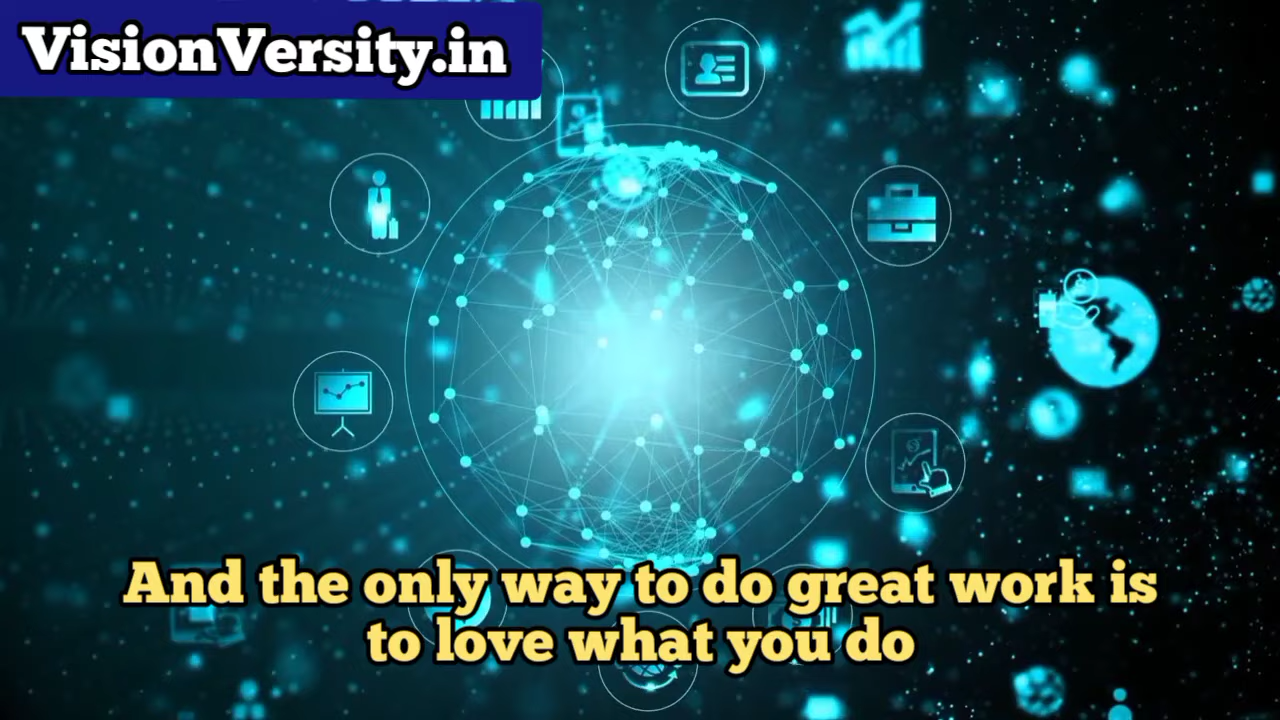 VisionVersity.in
And the only way to do great work is
to love what you do